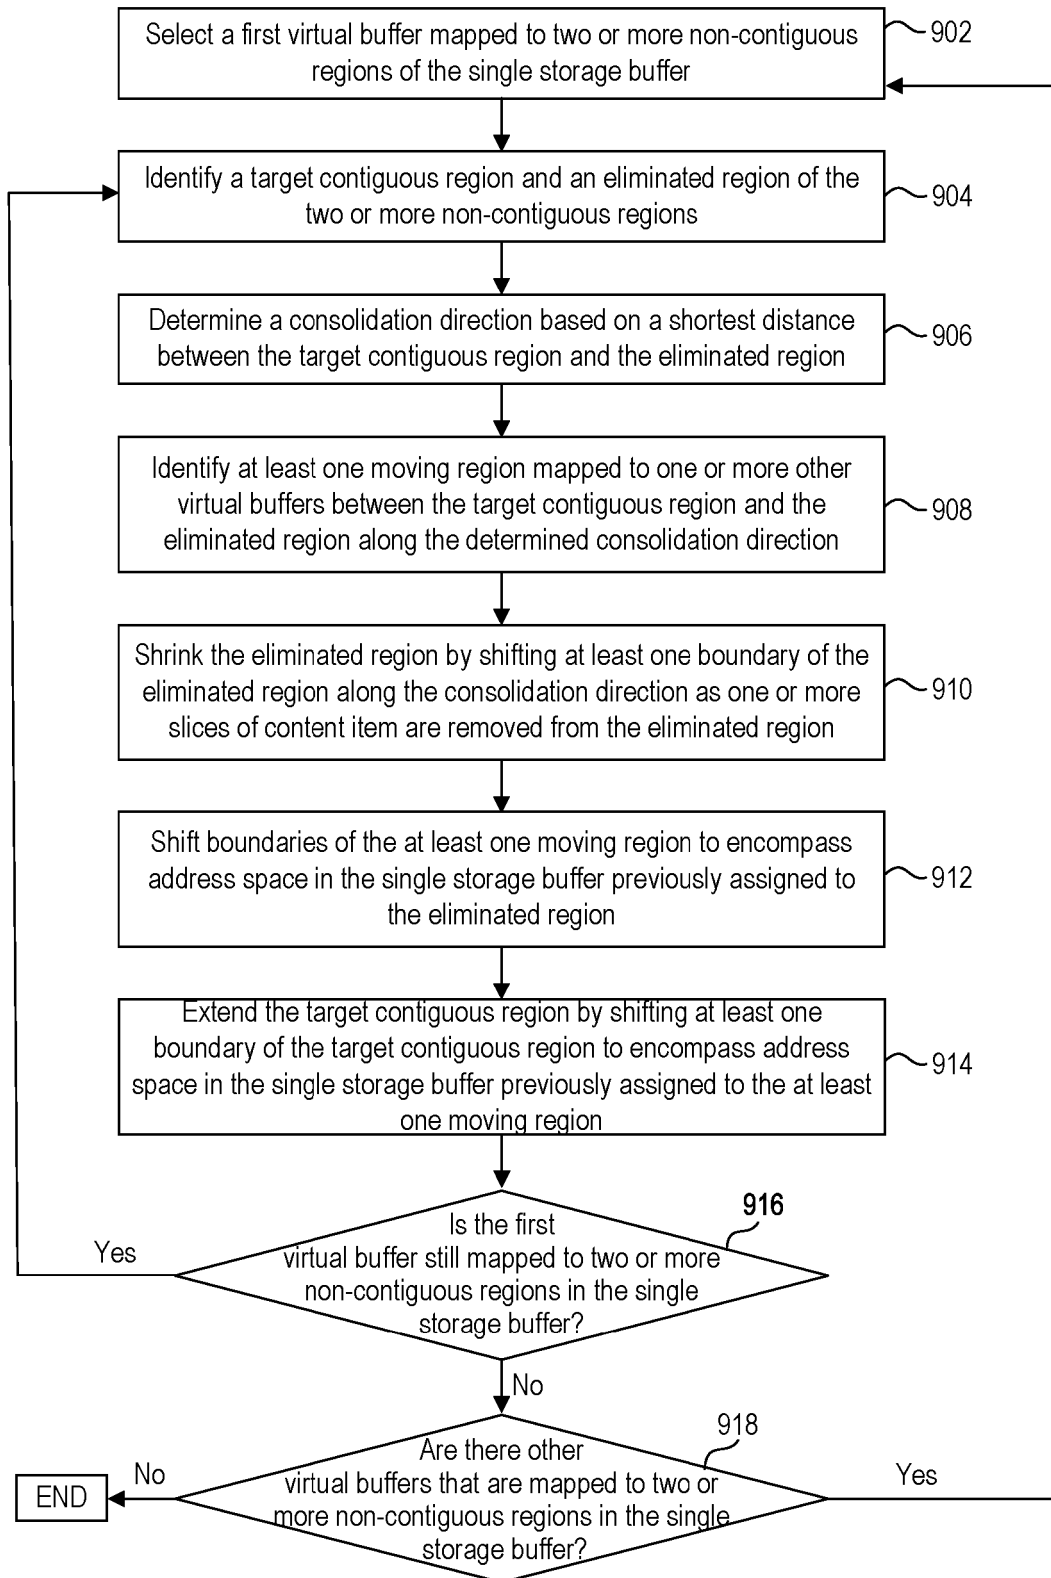 Select a first virtual buffer mapped to two or more non-contiguous
regions of the single storage buffer
902
Identify a target contiguous region and an eliminated region of the
two or more non-contiguous regions
904
Determine a consolidation direction based on a shortest distance
between the target contiguous region and the eliminated region
906
Identify at least one moving region mapped to one or more other
virtual buffers between the target contiguous region and the
eliminated region along the determined consolidation direction
908
Shrink the eliminated region by shifting at least one boundary of the
eliminated region along the consolidation direction as one or more
slices of content item are removed from the eliminated region
910
Shift boundaries of the at least one moving region to encompass
address space in the single storage buffer previously assigned to
the eliminated region
912
Extend the target contiguous region by shifting at least one
boundary of the target contiguous region to encompass address
space in the single storage buffer previously assigned to the at least
one moving region
914
916
Is the first
virtual buffer still mapped to two or more
non-contiguous regions in the single
storage buffer?
Yes
No
918
Are there other
virtual buffers that are mapped to two or
more non-contiguous regions in the single
storage buffer?
No
END
Yes